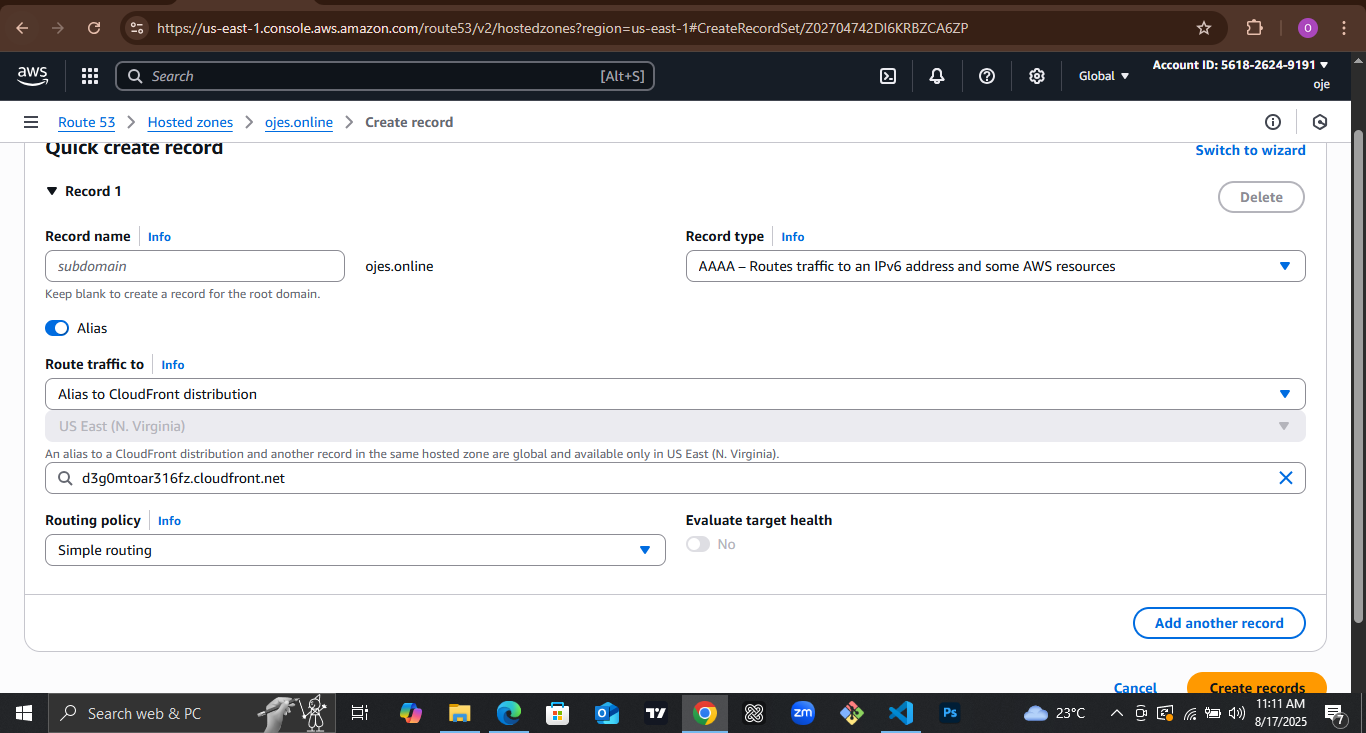 https://us-east-1.console.aws.amazon.com/route53/v2/hostedzones?region=us-east-1#CreateRecordSet/Z02704742DI6KRBZCA6ZP
O
aws
Search
[Alt+S]
Global
Account ID: 5618-2624-9191
oje
Route 53
Hosted zones
ojes.online
Create record
Quick create record
Switch to wizard
Record 1
Delete
Record name
Info
Record type
Info
subdomain
ojes.online
AAAA – Routes traffic to an IPv6 address and some AWS resources
Keep blank to create a record for the root domain.
Alias
Route traffic to
Info
Alias to CloudFront distribution
US East (N. Virginia)
An alias to a CloudFront distribution and another record in the same hosted zone are global and available only in US East (N. Virginia).
d3g0mtoar316fz.cloudfront.net
Routing policy
Info
Evaluate target health
Simple routing
No
Add another record
Cancel
Create records
Search web & PC
zm
Ps
23°C
11:11 AM
8/17/2025
7